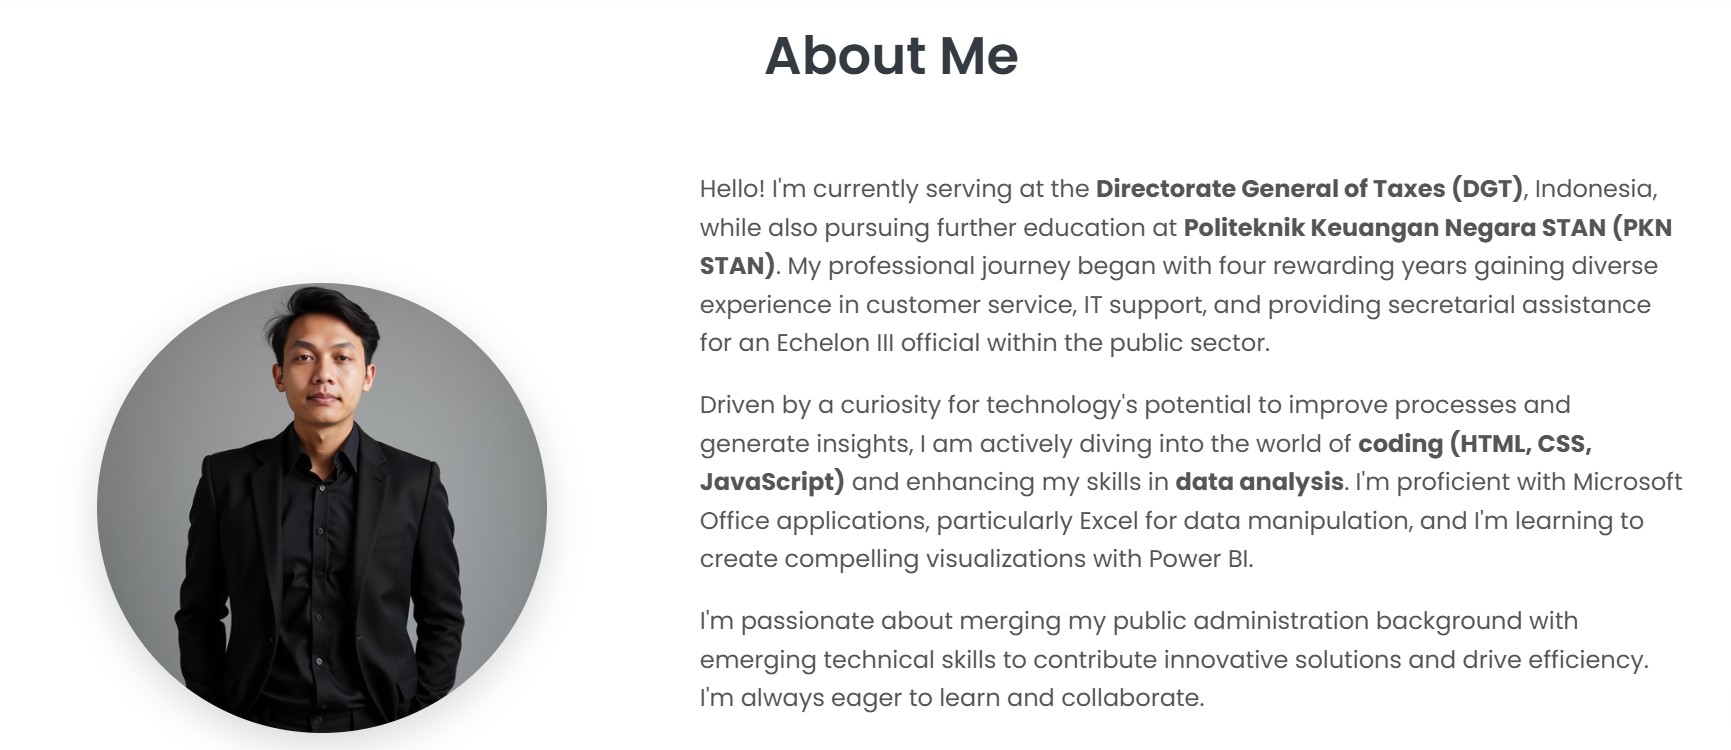 About Me
Hello! I'm currently serving at the Directorate General of Taxes (DGT), Indonesia,
while also pursuing further education at Politeknik Keuangan Negara STAN (PKN
STAN). My professional journey began with four rewarding years gaining diverse
experience in customer service, IT support, and providing secretarial assistance
for an Echelon III official within the public sector.
Driven by a curiosity for technology's potential to improve processes and
generate insights, I am actively diving into the world of coding (HTML, CSS,
JavaScript) and enhancing my skills in data analysis. I'm proficient with Microsoft
Office applications, particularly Excel for data manipulation, and I'm learning to
create compelling visualizations with Power BI.
I'm passionate about merging my public administration background with
emerging technical skills to contribute innovative solutions and drive efficiency.
I'm always eager to learn and collaborate.